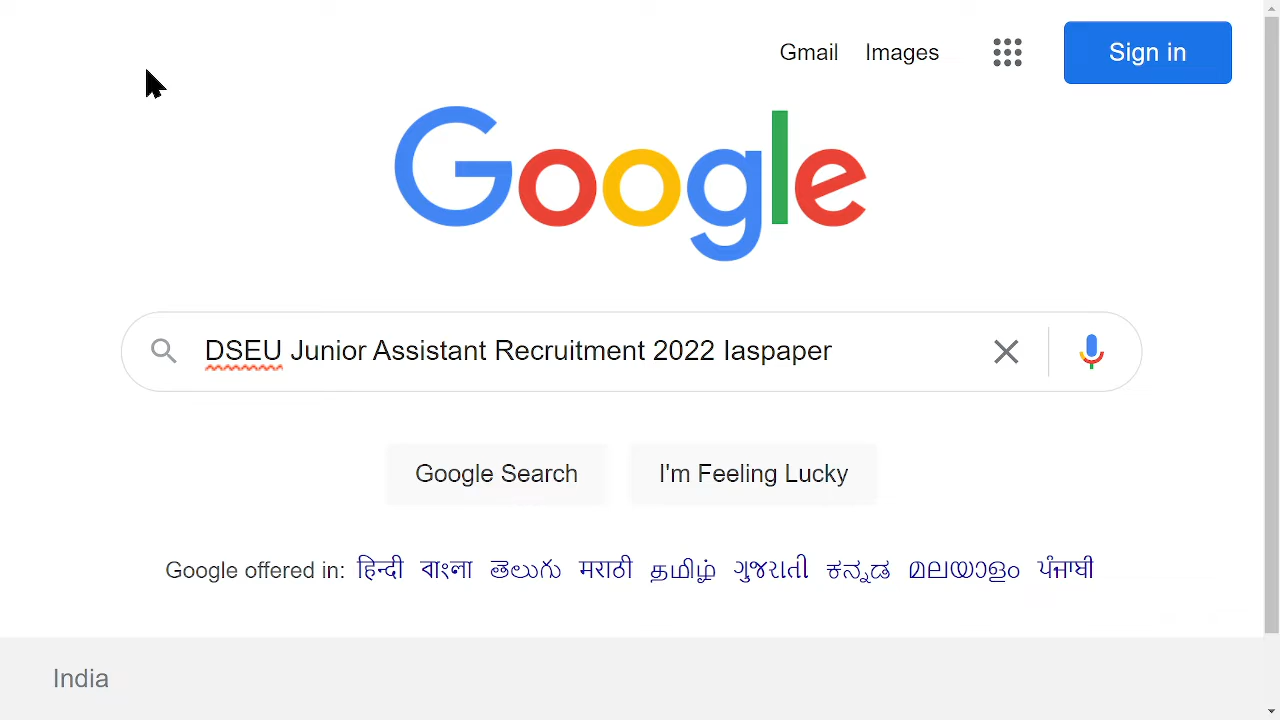 Gmail Images Sign in
Google
DSEU Junior Assistant Recruitment 2022 Iaspaper
Google Search I'm Feeling Lucky
Google offered in: हिन्दी বাংলা తెలుగు मराठी தமிழ் ગુજરાતી ಕನ್ನಡ മലയാളം ਪੰਜਾਬੀ
India